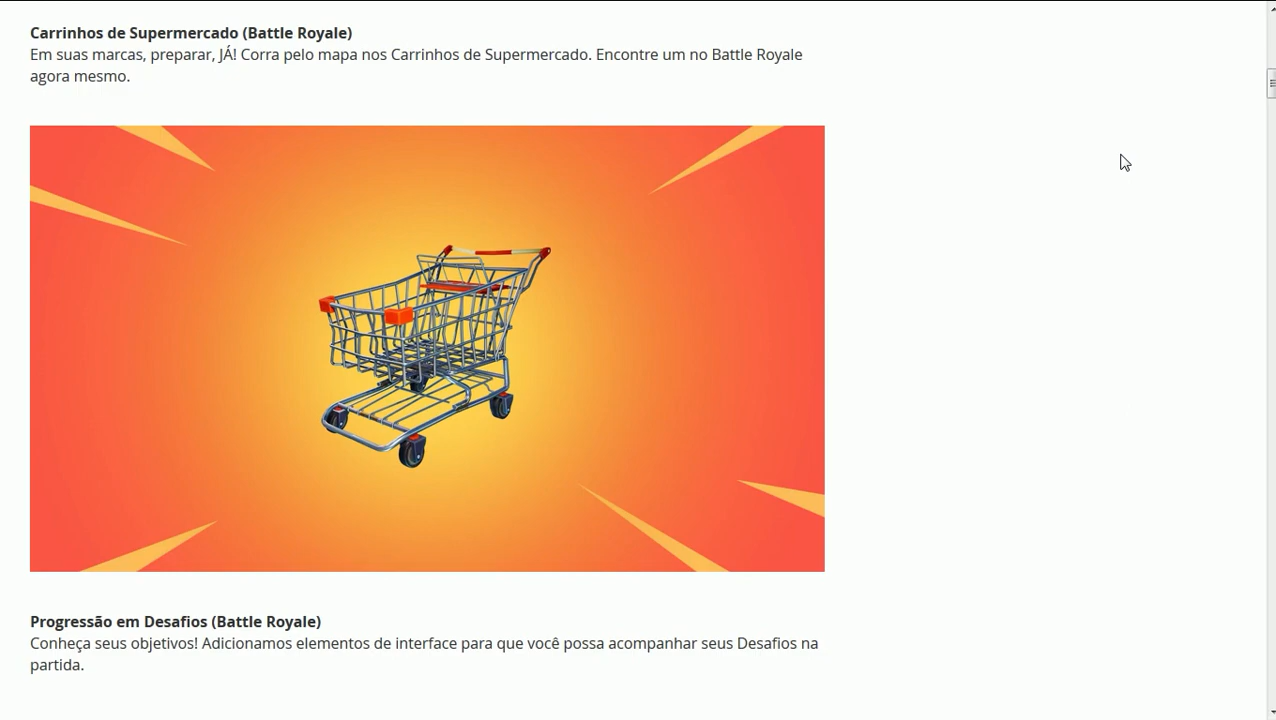 Carrinhos de Supermercado (Battle Royale)
Em suas marcas, preparar, JÁ! Corra pelo mapa nos Carrinhos de Supermercado. Encontre um no Battle Royale
agora mesmo.
Progressão em Desafios (Battle Royale)
Conheça seus objetivos! Adicionamos elementos de interface para que você possa acompanhar seus Desafios na
partida.